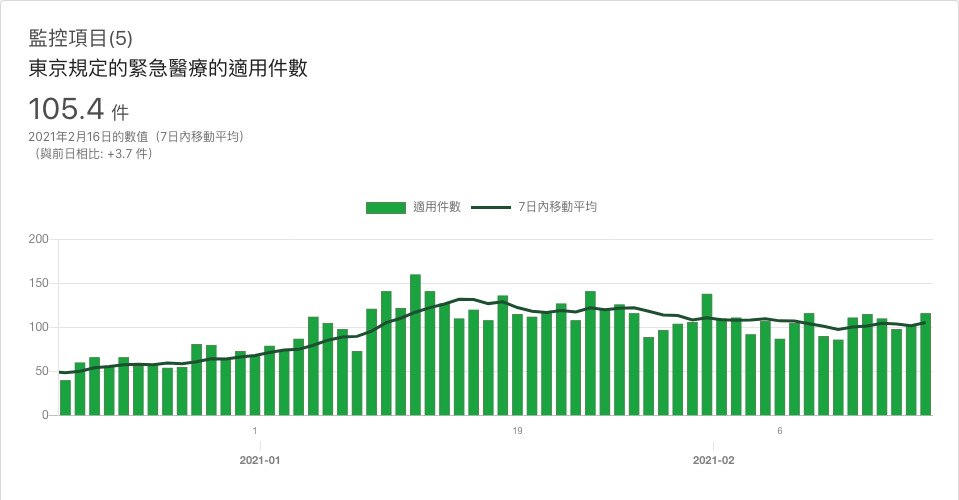 監控項目(5)
東京規定的緊急醫療的適用件數
105.4 件
2021年2月16日的數值（7日內移動平均）
（與前日相比: +3.7 件）
適用件數 7日內移動平均
200
150
100
50
0
1 19 6
2021-01 2021-02